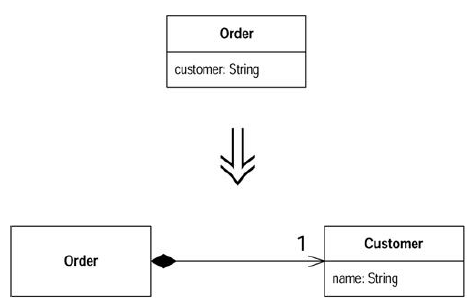 Order
customer: String
1
Order
Customer
name: String